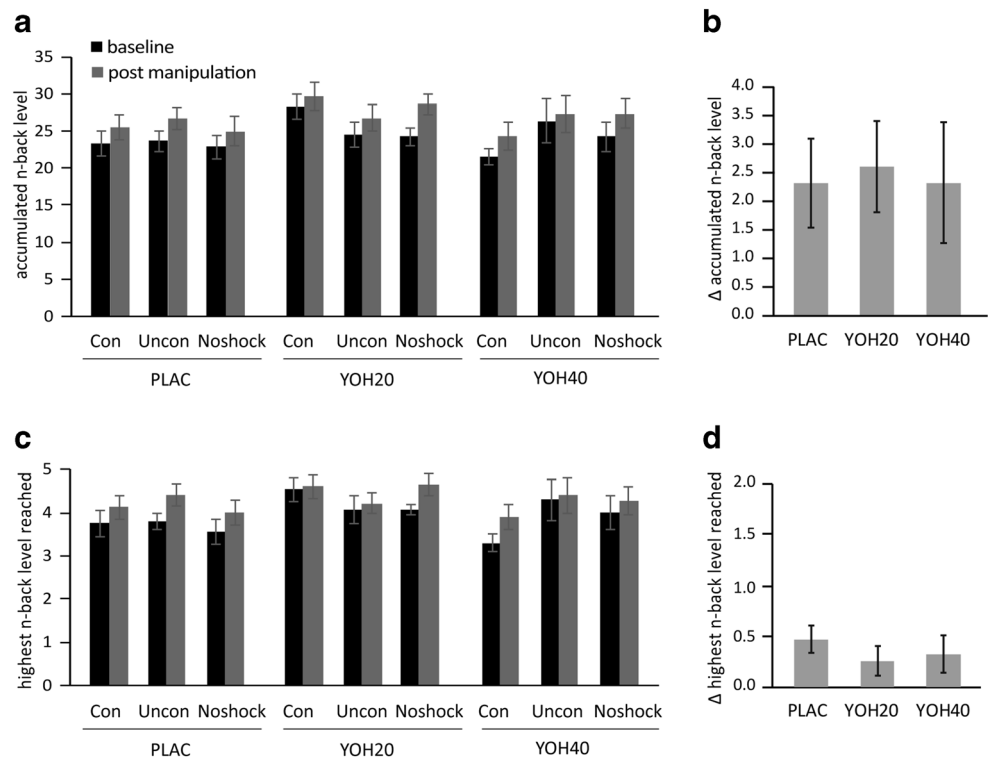 a
baseline
post manipulation
accumulated n-back level
35
30
25
20
15
10
5
0
Con Uncon Noshock Con Uncon Noshock Con Uncon Noshock
PLAC YOH20 YOH40
b
Δ accumulated n-back level
4.0
3.5
3.0
2.5
2.0
1.5
1.0
0.5
0.0
PLAC YOH20 YOH40
c
highest n-back level reached
5
4
3
2
1
0
Con Uncon Noshock Con Uncon Noshock Con Uncon Noshock
PLAC YOH20 YOH40
d
Δ highest n-back level reached
2.0
1.5
1.0
0.5
0.0
PLAC YOH20 YOH40